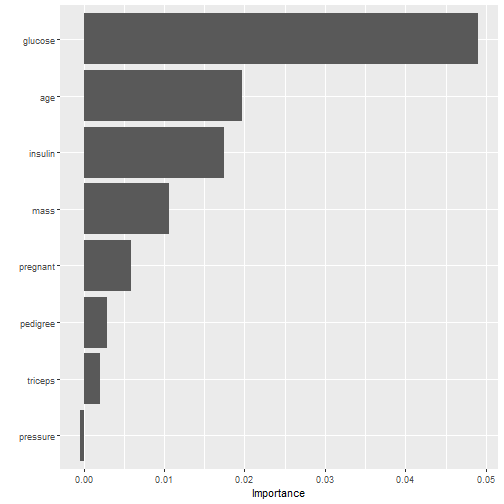 glucose
age
insulin
mass
pregnant
pedigree
triceps
pressure
0.00 0.01 0.02 0.03 0.04 0.05
Importance